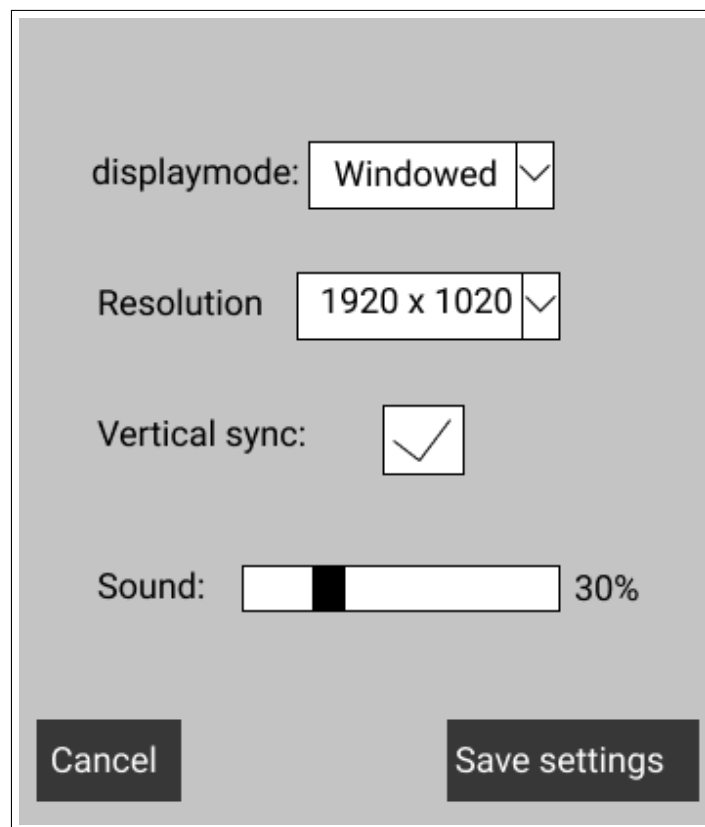 displaymode: Windowed
Resolution 1920 x 1020
Vertical sync:
Sound: 30%
Cancel Save settings